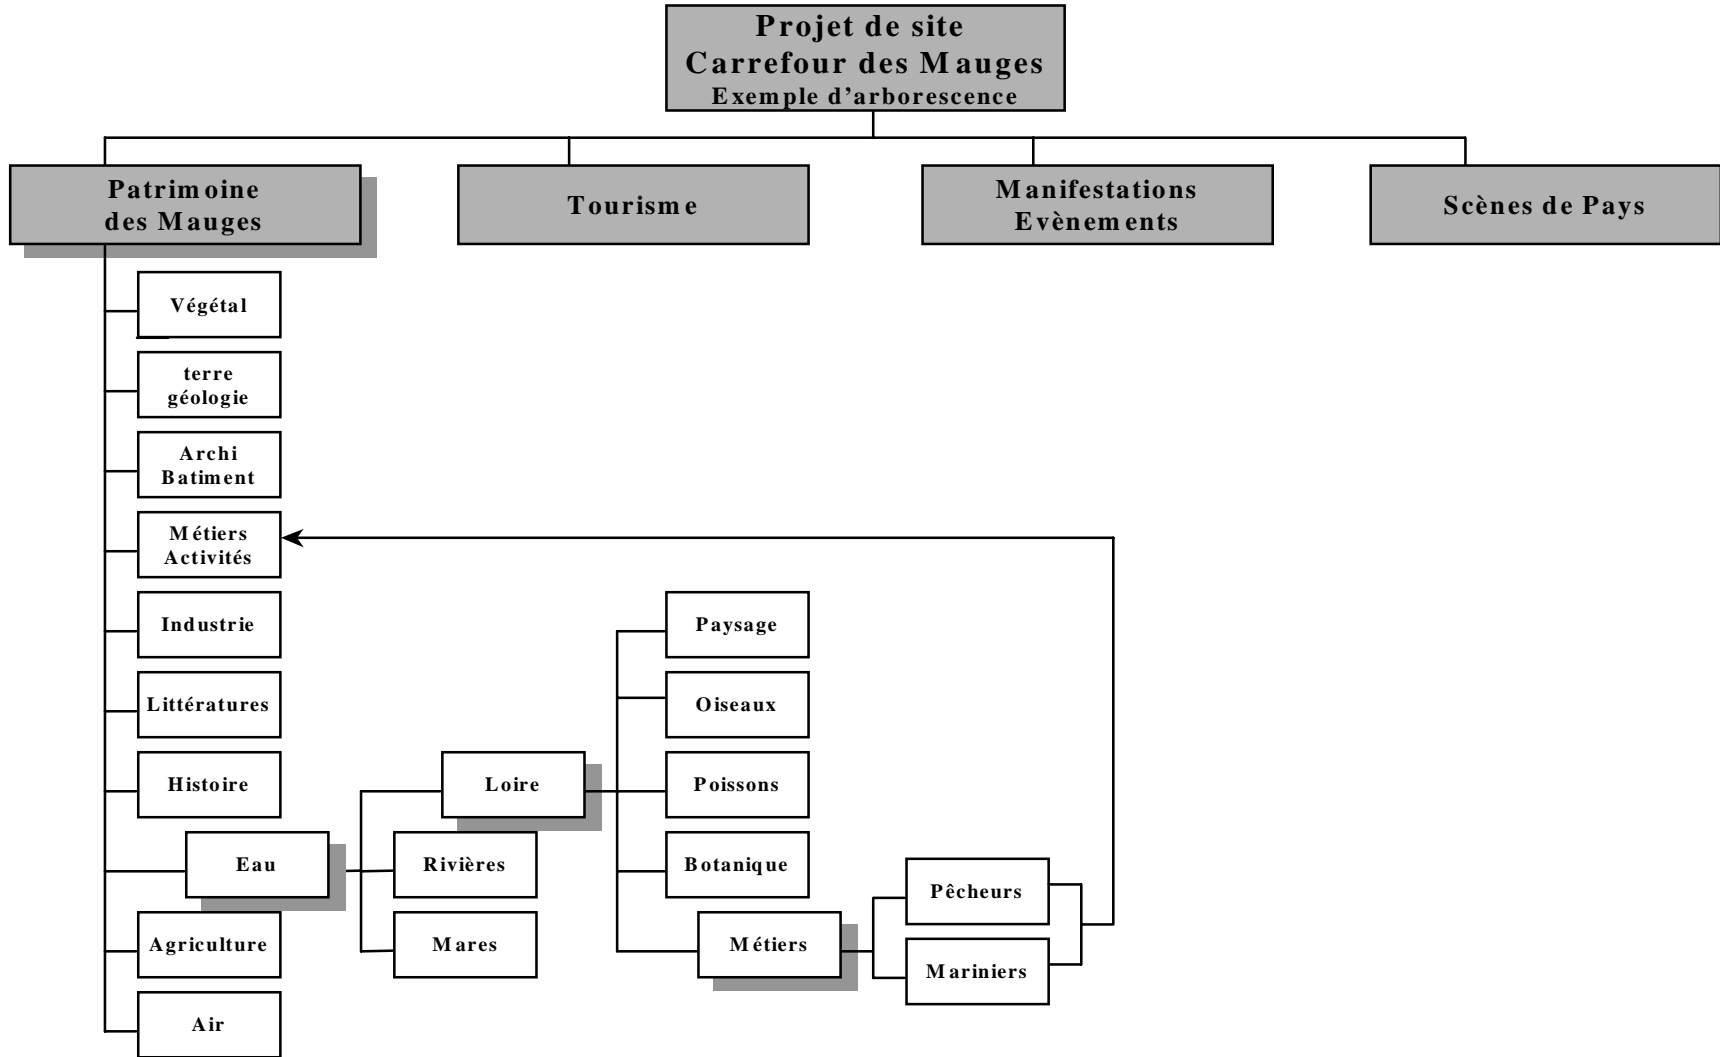 Projet de site
Carrefour des Mauges
Exemple d'arborescence
Patrimoine
des Mauges
Tourisme
Manifestations
Evènements
Scènes de Pays
Végétal
terre
géologie
Archi
Batiment
Métiers
Activités
Industrie
Littératures
Histoire
Eau
Agriculture
Air
Loire
Rivières
Mares
Paysage
Oiseaux
Poissons
Botanique
Métiers
Pêcheurs
Mariniers